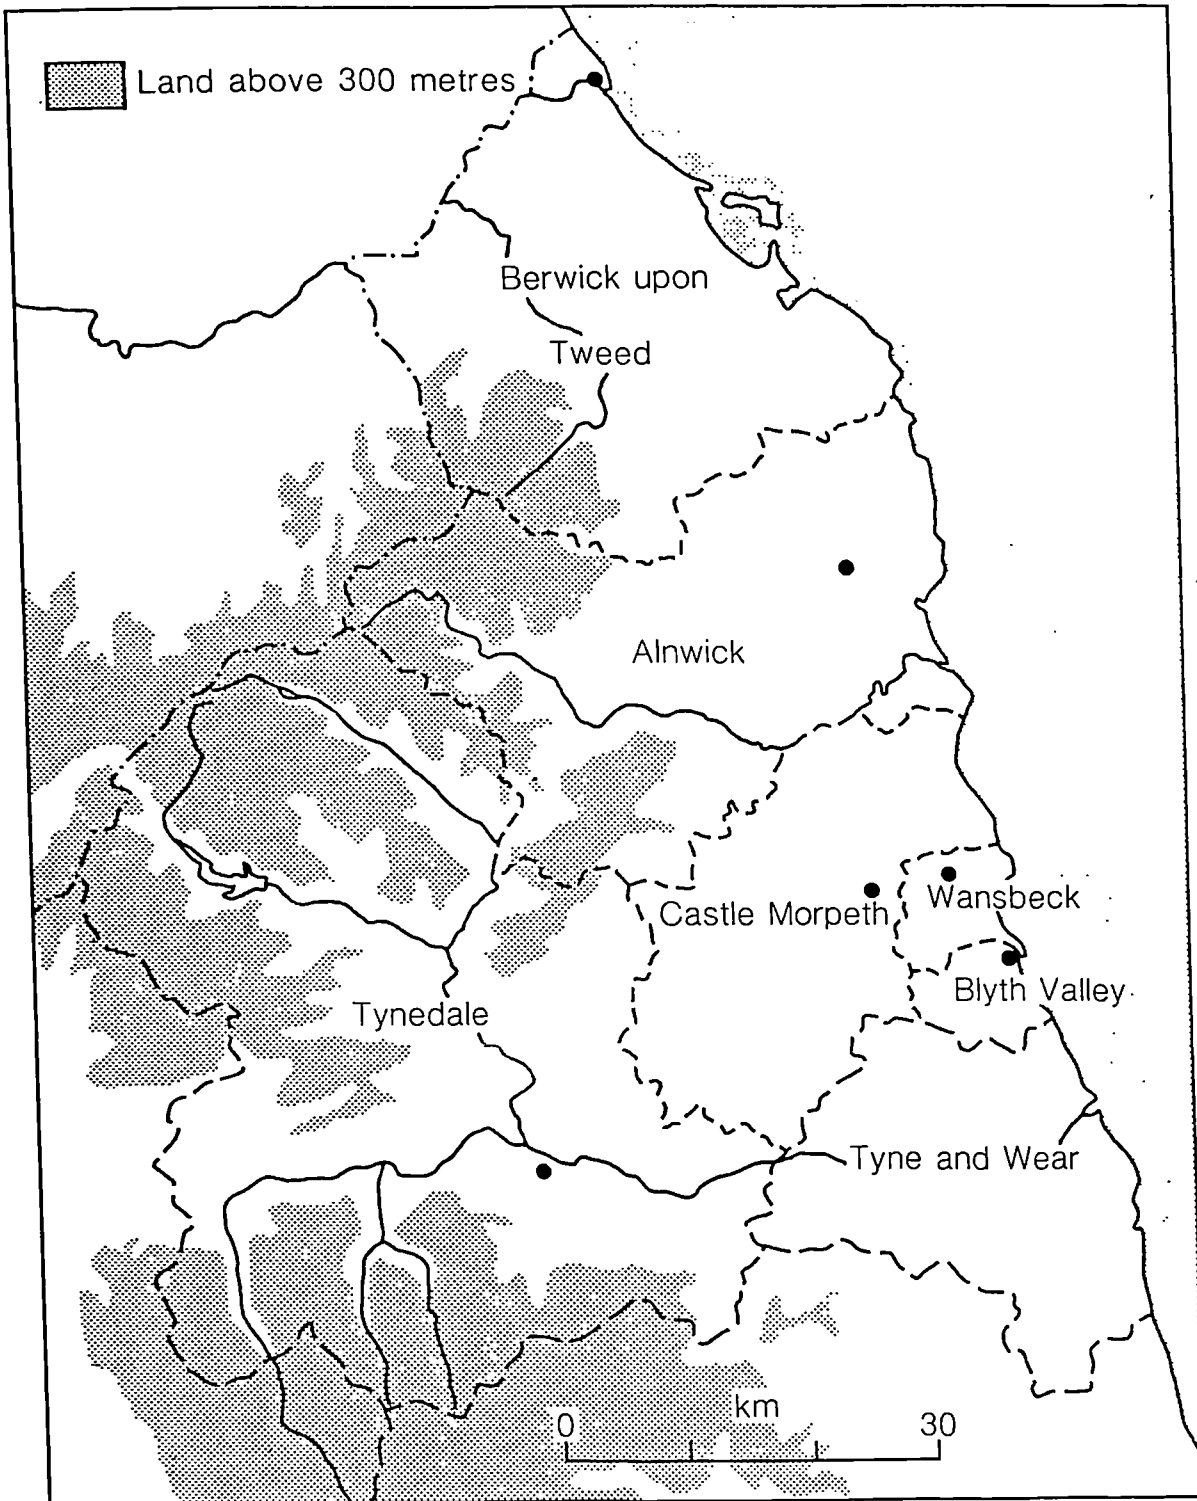 Land above 300 metres
Berwick upon
Tweed
Alnwick
Castle Morpeth
Wansbeck
Blyth Valley
Tynedale
Tyne and Wear
km
0 30